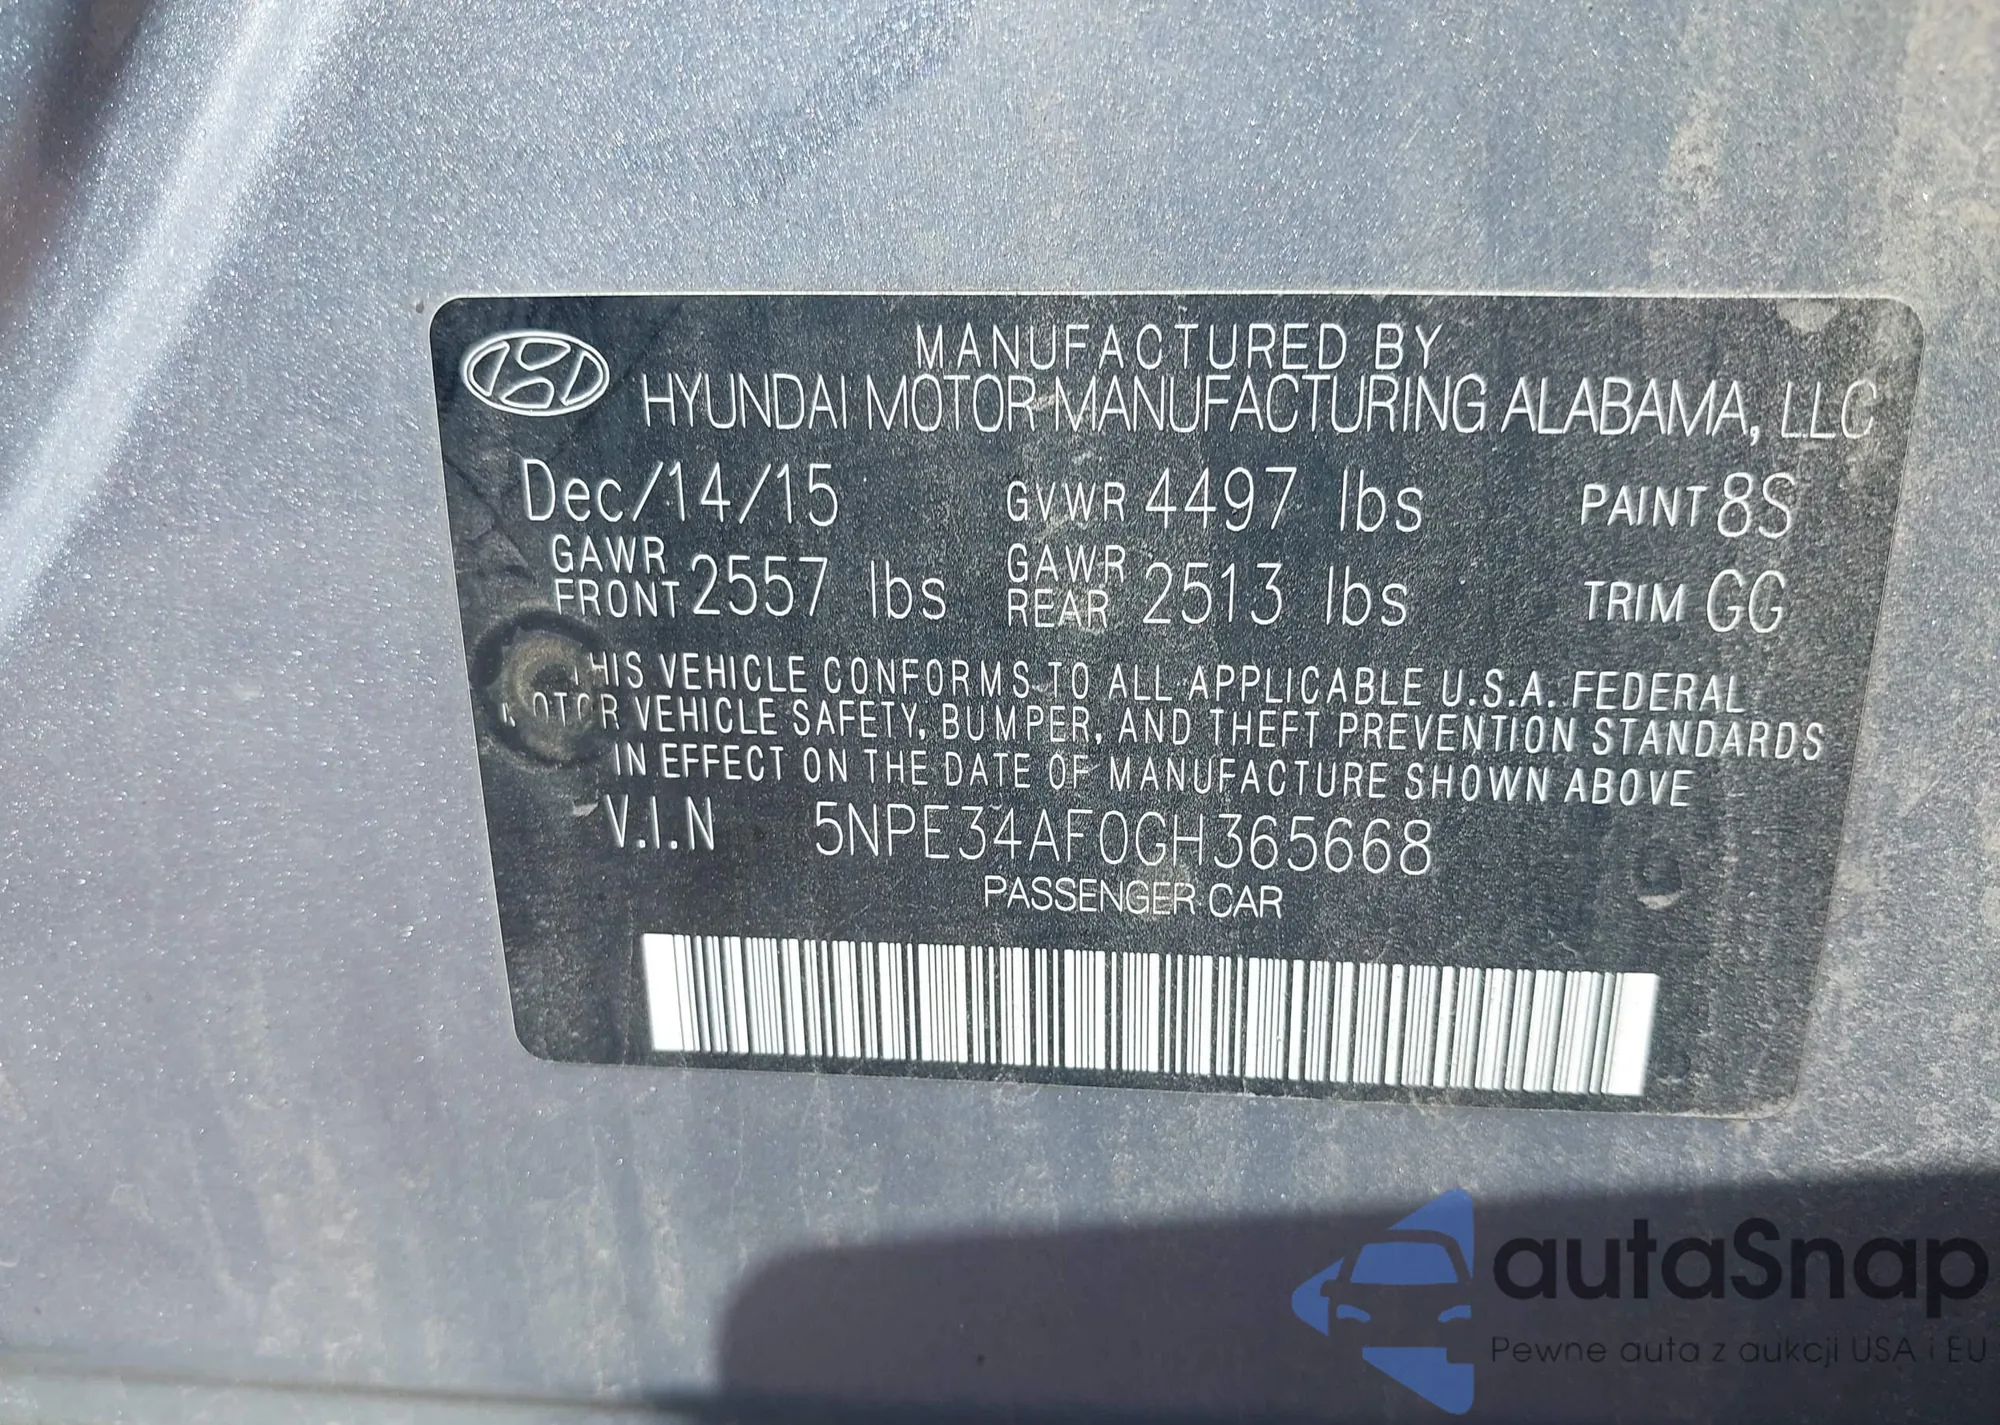 MANUFACTURED BY
HYUNDAI MOTOR MANUFACTURING ALABAMA, LLC
Dec/14/15 GVWR 4497 lbs PAINT 8S
GAWR FRONT 2557 lbs GAWR REAR 2513 lbs TRIM GG
THIS VEHICLE CONFORMS TO ALL APPLICABLE U.S.A. FEDERAL
MOTOR VEHICLE SAFETY, BUMPER, AND THEFT PREVENTION STANDARDS
IN EFFECT ON THE DATE OF MANUFACTURE SHOWN ABOVE
V.I.N 5NPE34AF0GH365668
PASSENGER CAR
autaSnap
Pewne auta z aukcji USA i EU